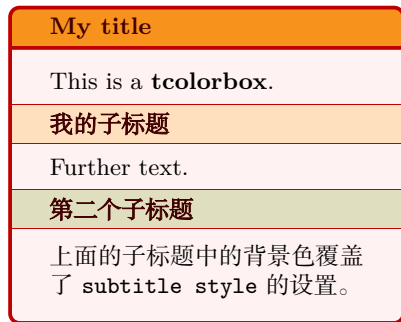 My title
This is a tcolorbox.
我的子标题
Further text.
第二个子标题
上面的子标题中的背景色覆盖
了 subtitle style 的设置。